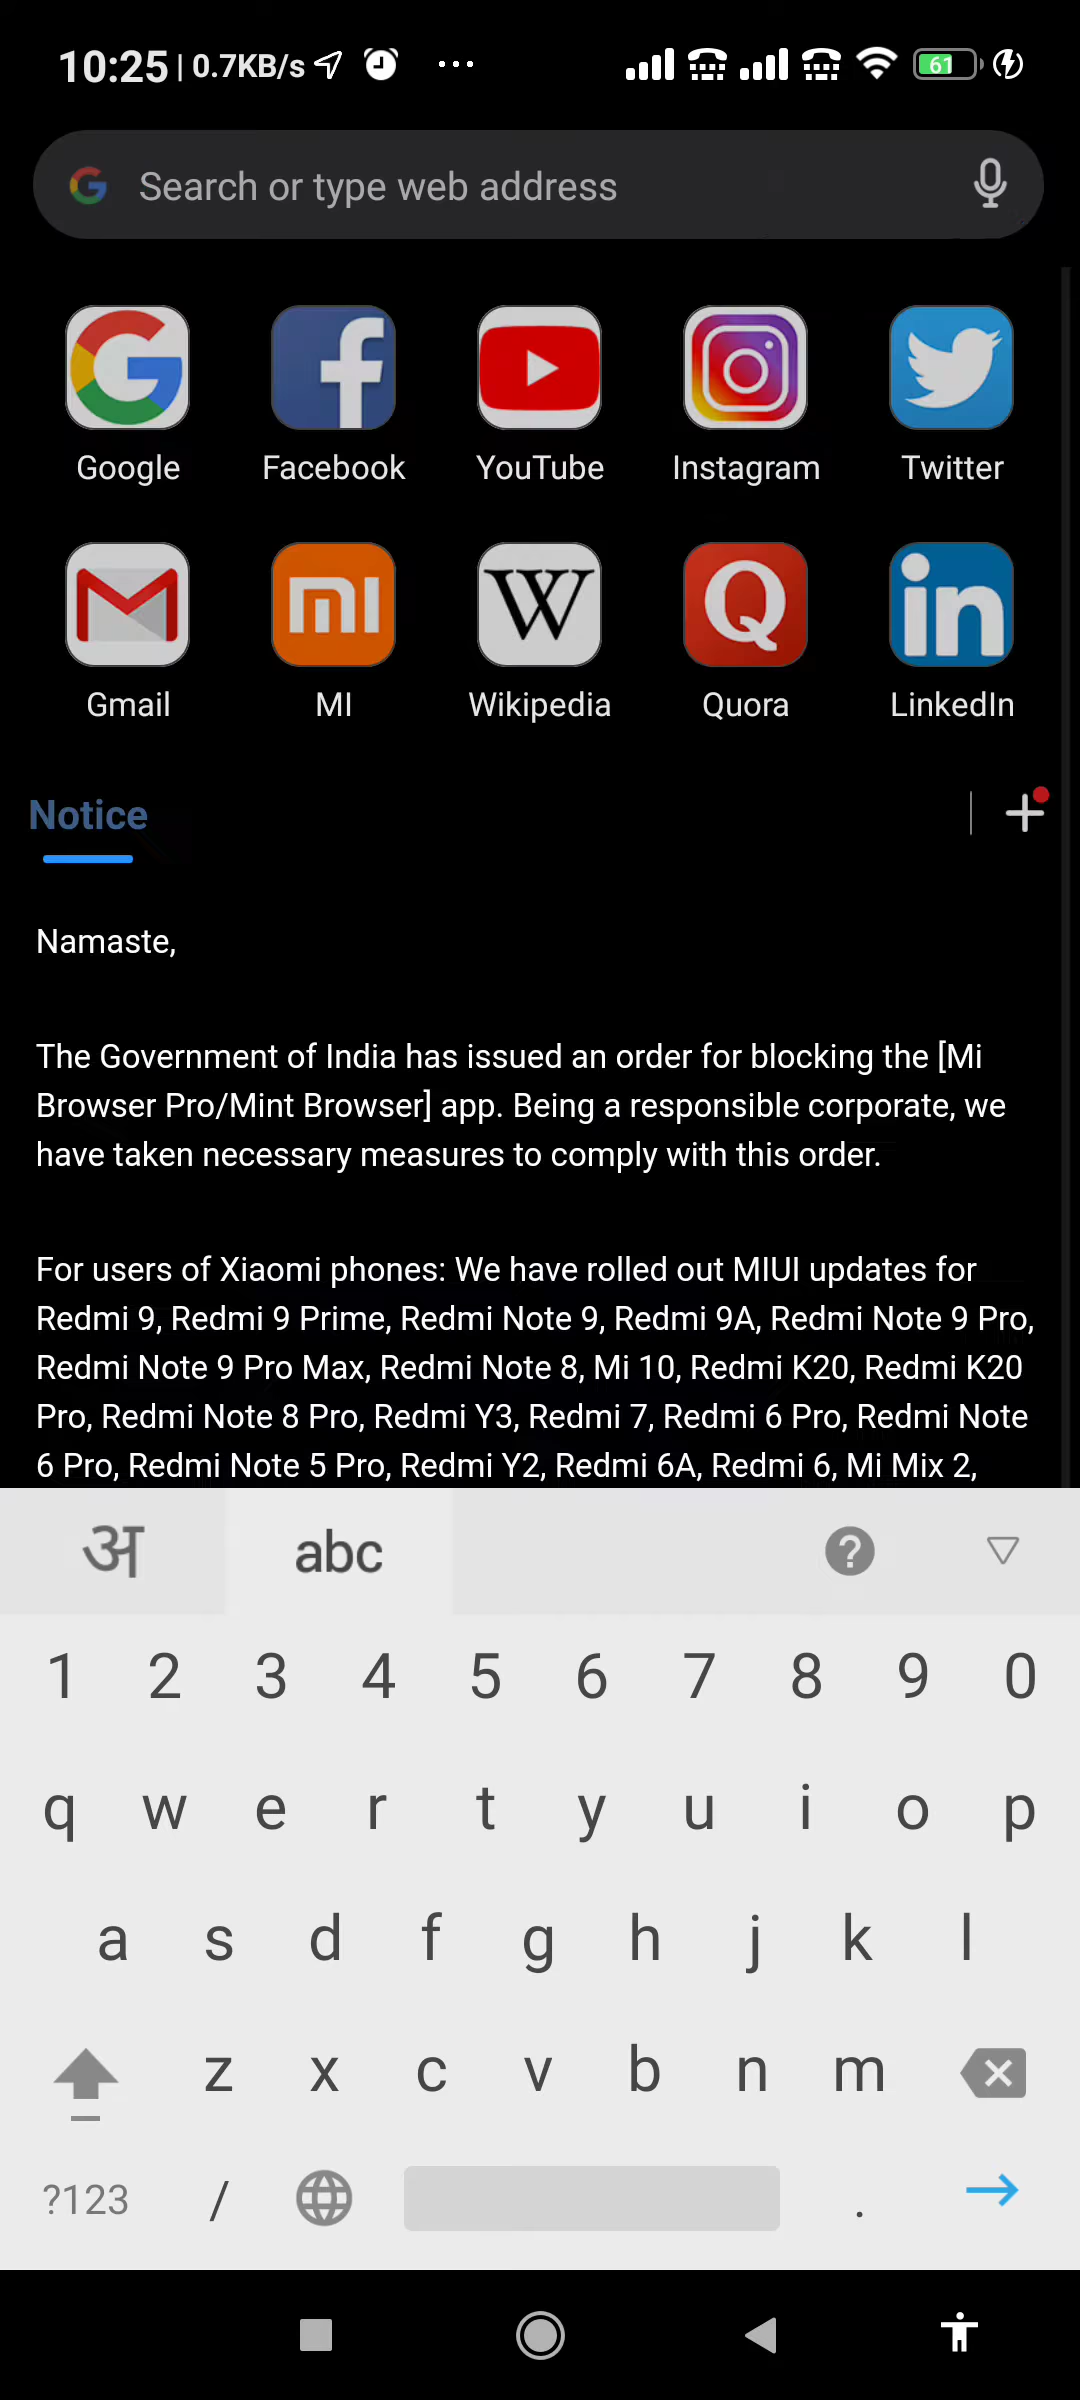 10:25 | 0.7KB/s ... 61
Search or type web address
Google Facebook YouTube Instagram Twitter
Gmail MI Wikipedia Quora LinkedIn
Notice
Namaste,
The Government of India has issued an order for blocking the [Mi
Browser Pro/Mint Browser] app. Being a responsible corporate, we
have taken necessary measures to comply with this order.
For users of Xiaomi phones: We have rolled out MIUI updates for
Redmi 9, Redmi 9 Prime, Redmi Note 9, Redmi 9A, Redmi Note 9 Pro,
Redmi Note 9 Pro Max, Redmi Note 8, Mi 10, Redmi K20, Redmi K20
Pro, Redmi Note 8 Pro, Redmi Y3, Redmi 7, Redmi 6 Pro, Redmi Note
6 Pro, Redmi Note 5 Pro, Redmi Y2, Redmi 6A, Redmi 6, Mi Mix 2,
अ abc ?
1 2 3 4 5 6 7 8 9 0
q w e r t y u i o p
a s d f g h j k l
z x c v b n m
?123 / .